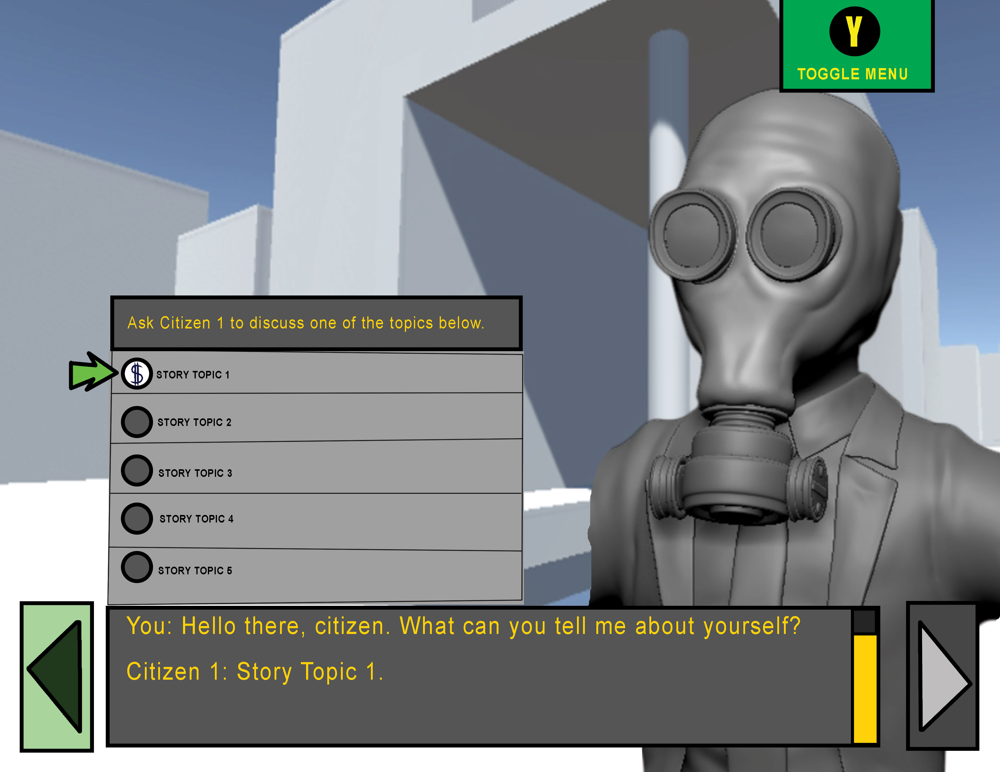 Y
TOGGLE MENU
Ask Citizen 1 to discuss one of the topics below.
$ STORY TOPIC 1
STORY TOPIC 2
STORY TOPIC 3
STORY TOPIC 4
STORY TOPIC 5
You: Hello there, citizen. What can you tell me about yourself?
Citizen 1: Story Topic 1.